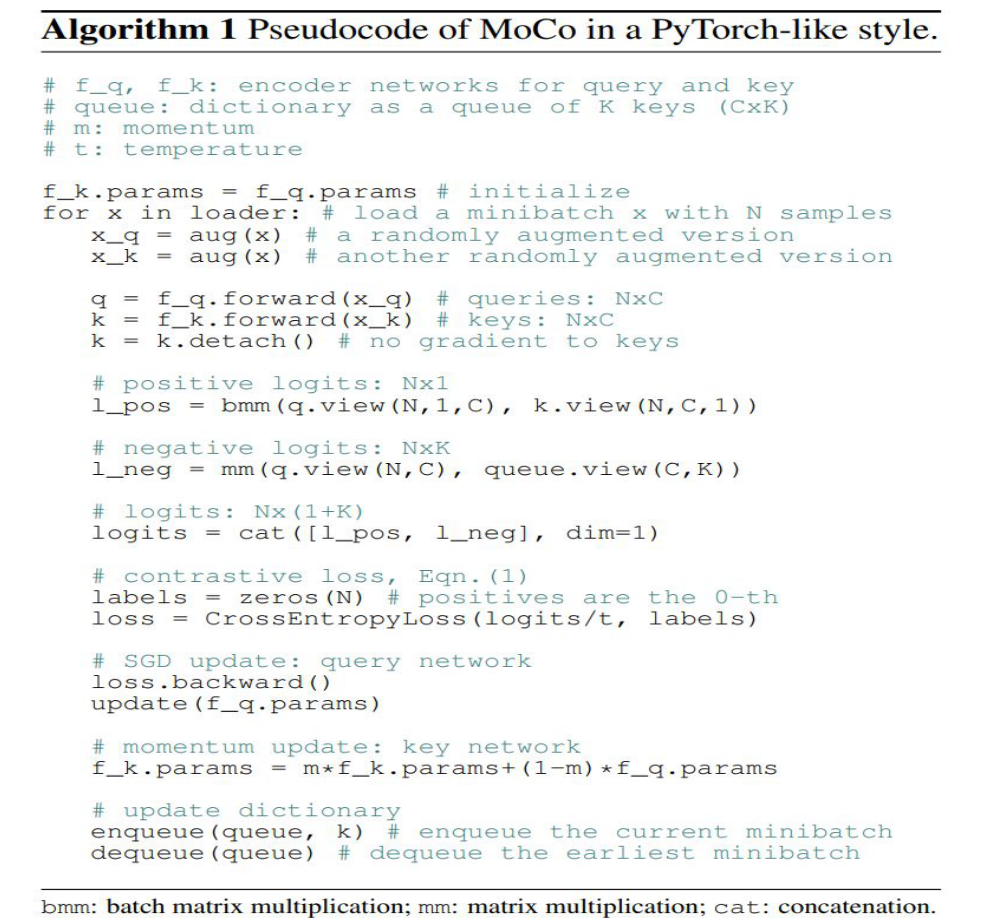 Algorithm 1 Pseudocode of MoCo in a PyTorch-like style.
# f_q, f_k: encoder networks for query and key
# queue: dictionary as a queue of K keys (CxK)
# m: momentum
# t: temperature
f_k.params = f_q.params # initialize
for x in loader: # load a minibatch x with N samples
x_q = aug(x) # a randomly augmented version
x_k = aug(x) # another randomly augmented version
q = f_q.forward(x_q) # queries: NxC
k = f_k.forward(x_k) # keys: NxC
k = k.detach() # no gradient to keys
# positive logits: Nx1
l_pos = bmm(q.view(N,1,C), k.view(N,C,1))
# negative logits: NxK
l_neg = mm(q.view(N,C), queue.view(C,K))
# logits: Nx(1+K)
logits = cat([l_pos, l_neg], dim=1)
# contrastive loss, Eqn.(1)
labels = zeros(N) # positives are the 0-th
loss = CrossEntropyLoss(logits/t, labels)
# SGD update: query network
loss.backward()
update(f_q.params)
# momentum update: key network
f_k.params = m*f_k.params+(1-m)*f_q.params
# update dictionary
enqueue(queue, k) # enqueue the current minibatch
dequeue(queue) # dequeue the earliest minibatch
bmm: batch matrix multiplication; mm: matrix multiplication; cat: concatenation.